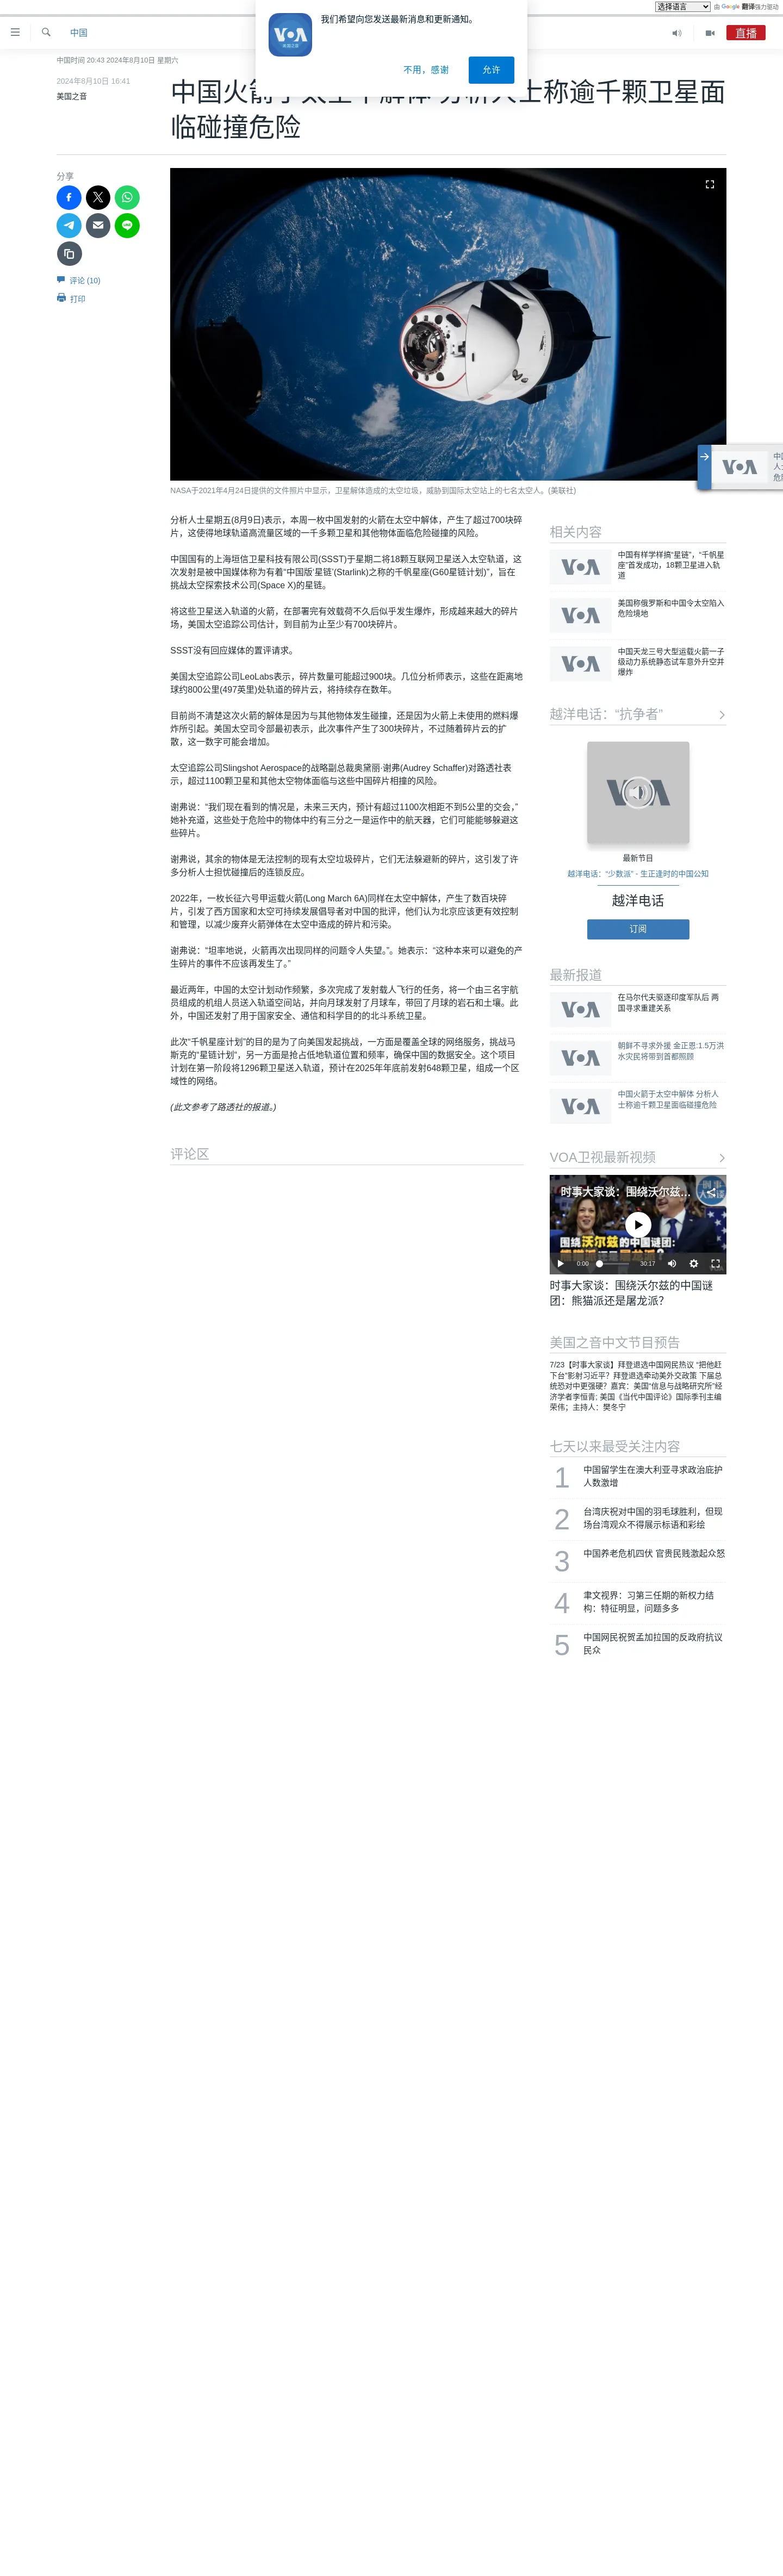 选择语言
由 Google 翻译强力驱动
中国
我们希望向您发送最新消息和更新通知。
VOA
美国之音
不用，感谢
允许
直播
中国时间 20:43 2024年8月10日 星期六
2024年8月10日 16:41
美国之音
中国火箭于太空中解体 分析人士称逾千颗卫星面
临碰撞危险
分享
评论 (10)
打印
NASA于2021年4月24日提供的文件照片中显示，卫星解体造成的太空垃圾，威胁到国际太空站上的七名太空人。(美联社)
VOA
分析人士星期五(8月9日)表示，本周一枚中国发射的火箭在太空中解体，产生了超过700块碎
片，这使得地球轨道高流量区域的一千多颗卫星和其他物体面临危险碰撞的风险。
中国国有的上海垣信卫星科技有限公司(SSST)于星期二将18颗互联网卫星送入太空轨道，这
次发射是被中国媒体称为有着“中国版‘星链’(Starlink)之称的千帆星座(G60星链计划)”，旨在
挑战太空探索技术公司(Space X)的星链。
将这些卫星送入轨道的火箭，在部署完有效载荷不久后似乎发生爆炸，形成越来越大的碎片
场，美国太空追踪公司估计，到目前为止至少有700块碎片。
SSST没有回应媒体的置评请求。
美国太空追踪公司LeoLabs表示，碎片数量可能超过900块。几位分析师表示，这些在距离地
球约800公里(497英里)处轨道的碎片云，将持续存在数年。
目前尚不清楚这次火箭的解体是因为与其他物体发生碰撞，还是因为火箭上未使用的燃料爆
炸所引起。美国太空司令部最初表示，此次事件产生了300块碎片，不过随着碎片云的扩
散，这一数字可能会增加。
太空追踪公司Slingshot Aerospace的战略副总裁奥黛丽·谢弗(Audrey Schaffer)对路透社表
示，超过1100颗卫星和其他太空物体面临与这些中国碎片相撞的风险。
谢弗说：“我们现在看到的情况是，未来三天内，预计有超过1100次相距不到5公里的交会，”
她补充道，这些处于危险中的物体中约有三分之一是运作中的航天器，它们可能能够躲避这
些碎片。
谢弗说，其余的物体是无法控制的现有太空垃圾碎片，它们无法躲避新的碎片，这引发了许
多分析人士担忧碰撞后的连锁反应。
2022年，一枚长征六号甲运载火箭(Long March 6A)同样在太空中解体，产生了数百块碎
片，引发了西方国家和太空可持续发展倡导者对中国的批评，他们认为北京应该更有效控制
和管理，以减少废弃火箭弹体在太空中造成的碎片和污染。
谢弗说：“坦率地说，火箭再次出现同样的问题令人失望。”。她表示：“这种本来可以避免的产
生碎片的事件不应该再发生了。”
最近两年，中国的太空计划动作频繁，多次完成了发射载人飞行的任务，将一个由三名宇航
员组成的机组人员送入轨道空间站，并向月球发射了月球车，带回了月球的岩石和土壤。此
外，中国还发射了用于国家安全、通信和科学目的的北斗系统卫星。
此次“千帆星座计划”的目的是为了向美国发起挑战，一方面是覆盖全球的网络服务，挑战马
斯克的“星链计划“，另一方面是抢占低地轨道位置和频率，确保中国的数据安全。这个项目
计划在第一阶段将1296颗卫星送入轨道，预计在2025年年底前发射648颗卫星，组成一个区
域性的网络。
(此文参考了路透社的报道。)
评论区
相关内容
VOA
中国有样学样搞“星链”，“千帆星
座”首发成功，18颗卫星进入轨
道
VOA
美国称俄罗斯和中国令太空陷入
危险境地
VOA
中国天龙三号大型运载火箭一子
级动力系统静态试车意外升空并
爆炸
越洋电话：“抗争者”
VOA
最新节目
越洋电话：“少数派” - 生正逢时的中国公知
越洋电话
订阅
最新报道
VOA
在马尔代夫驱逐印度军队后 两
国寻求重建关系
VOA
朝鲜不寻求外援 金正恩:1.5万洪
水灾民将带到首都照顾
VOA
中国火箭于太空中解体 分析人
士称逾千颗卫星面临碰撞危险
VOA卫视最新视频
时事大家谈：围绕沃尔兹…
围绕沃尔兹的中国谜团:
0:00
30:17
时事大家谈：围绕沃尔兹的中国谜
团：熊猫派还是屠龙派？
美国之音中文节目预告
7/23【时事大家谈】拜登退选中国网民热议 “把他赶
下台”影射习近平？拜登退选牵动美外交政策 下届总
统恐对中更强硬？嘉宾：美国“信息与战略研究所”经
济学者李恒青; 美国《当代中国评论》国际季刊主编
荣伟；主持人：樊冬宁
七天以来最受关注内容
1
中国留学生在澳大利亚寻求政治庇护
人数激增
2
台湾庆祝对中国的羽毛球胜利，但现
场台湾观众不得展示标语和彩绘
3
中国养老危机四伏 官贵民贱激起众怒
4
聿文视界：习第三任期的新权力结
构：特征明显，问题多多
5
中国网民祝贺孟加拉国的反政府抗议
民众